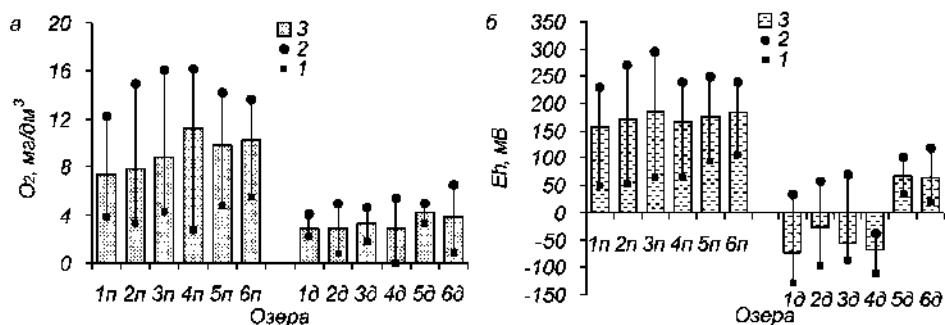 а
O₂, мг/дм³
20
16
12
8
4
0
3
2
1
1п 2п 3п 4п 5п 6п 1д 2д 3д 4д 5д 6д
Озера
б
Eh, мВ
350
300
250
200
150
100
50
0
-50
-100
-150
3
2
1
1п 2п 3п 4п 5п 6п
1д 2д 3д 4д 5д 6д
Озера